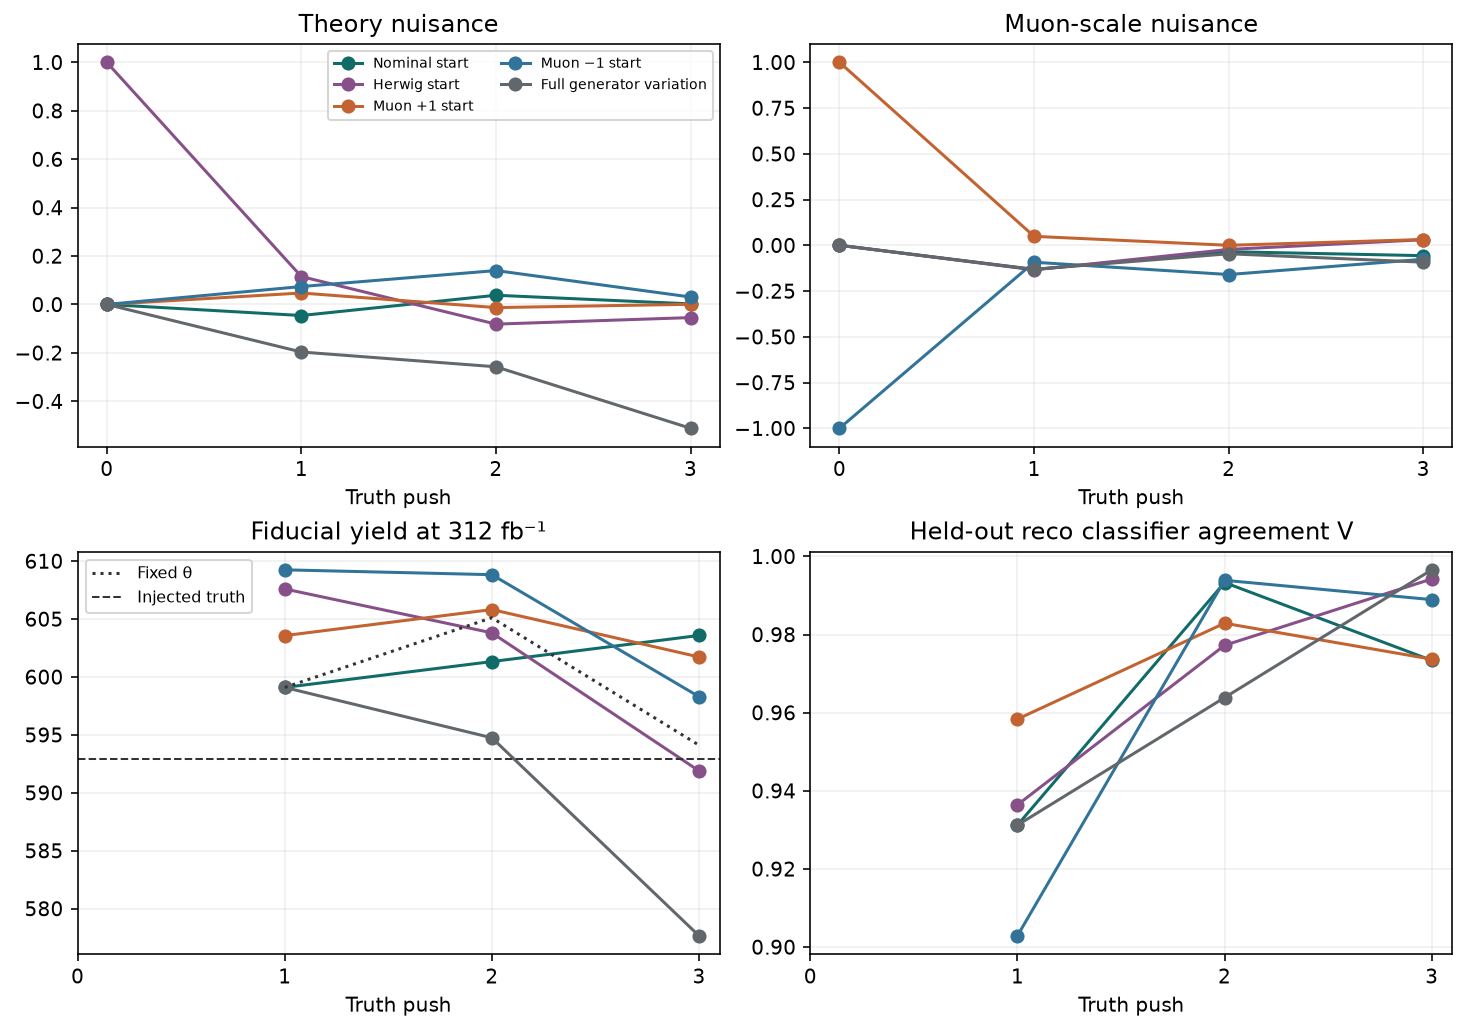 Theory nuisance
1.0
0.8
0.6
0.4
0.2
0.0
−0.2
−0.4
Nominal start
Herwig start
Muon +1 start
Muon −1 start
Full generator variation
0 1 2 3
Truth push
Muon-scale nuisance
1.00
0.75
0.50
0.25
0.00
−0.25
−0.50
−0.75
−1.00
0 1 2 3
Truth push
Fiducial yield at 312 fb⁻¹
610
605
600
595
590
585
580
Fixed θ
Injected truth
0 1 2 3
Truth push
Held-out reco classifier agreement V
1.00
0.98
0.96
0.94
0.92
0.90
0 1 2 3
Truth push